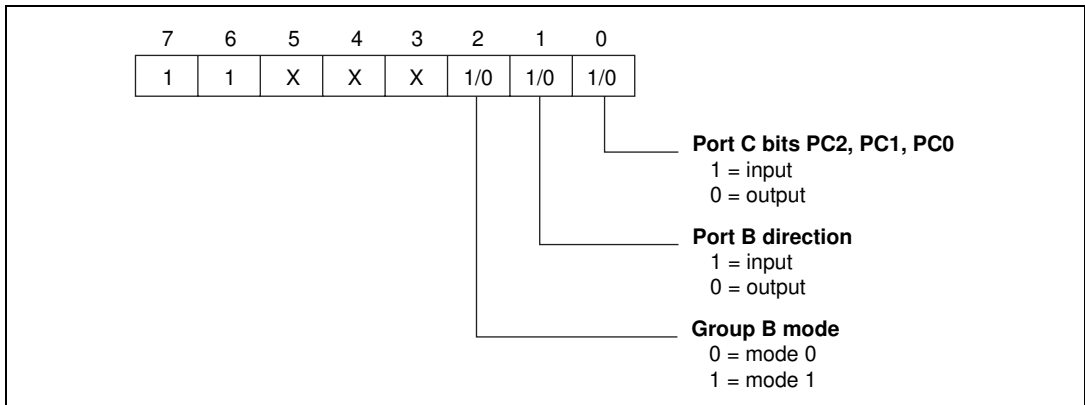 7 6 5 4 3 2 1 0
1 1 X X X 1/0 1/0 1/0
Port C bits PC2, PC1, PC0
1 = input
0 = output
Port B direction
1 = input
0 = output
Group B mode
0 = mode 0
1 = mode 1